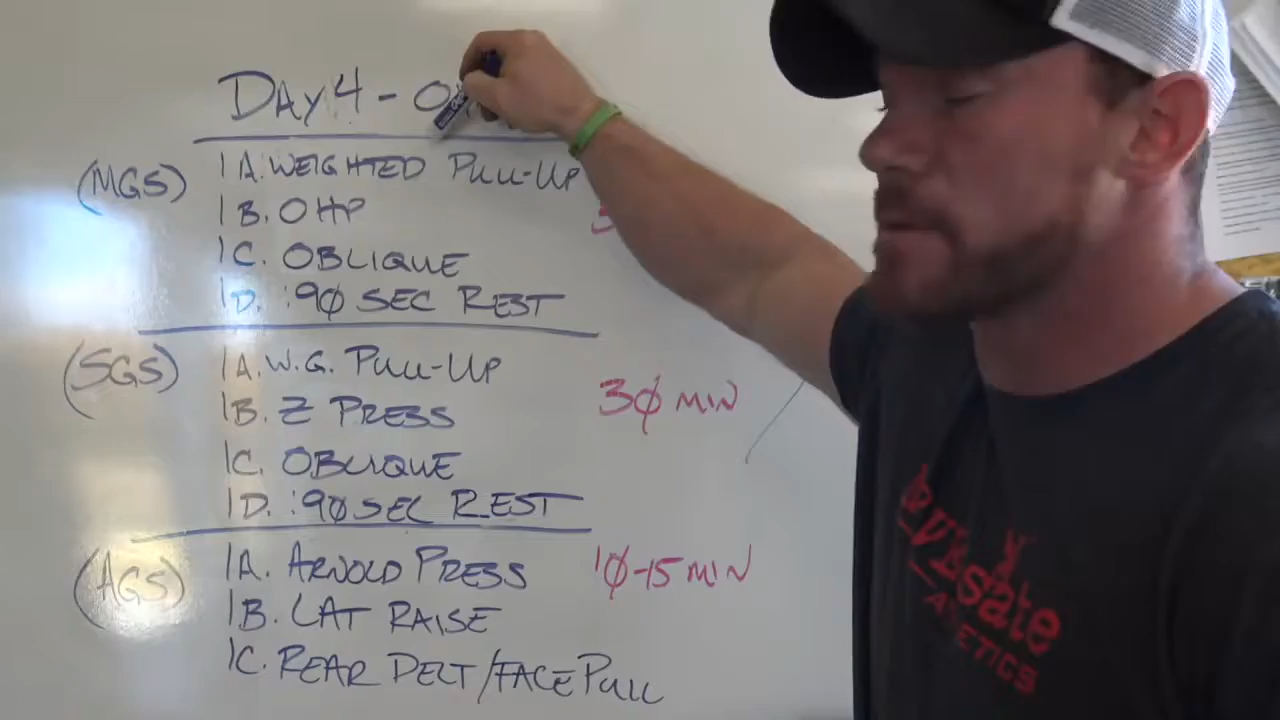 DAY 4 - O
(MGS) 1A. WEIGHTED PULL-UP
1B. OHP 3
1C. OBLIQUE
1D. :90 SEC REST
(SGS) 1A. W.G. PULL-UP
1B. Z PRESS 30 MIN
1C. OBLIQUE
1D. :90 SEC REST
(AGS) 1A. ARNOLD PRESS 10-15 MIN
1B. LAT RAISE
1C. REAR DELT/FACE PULL